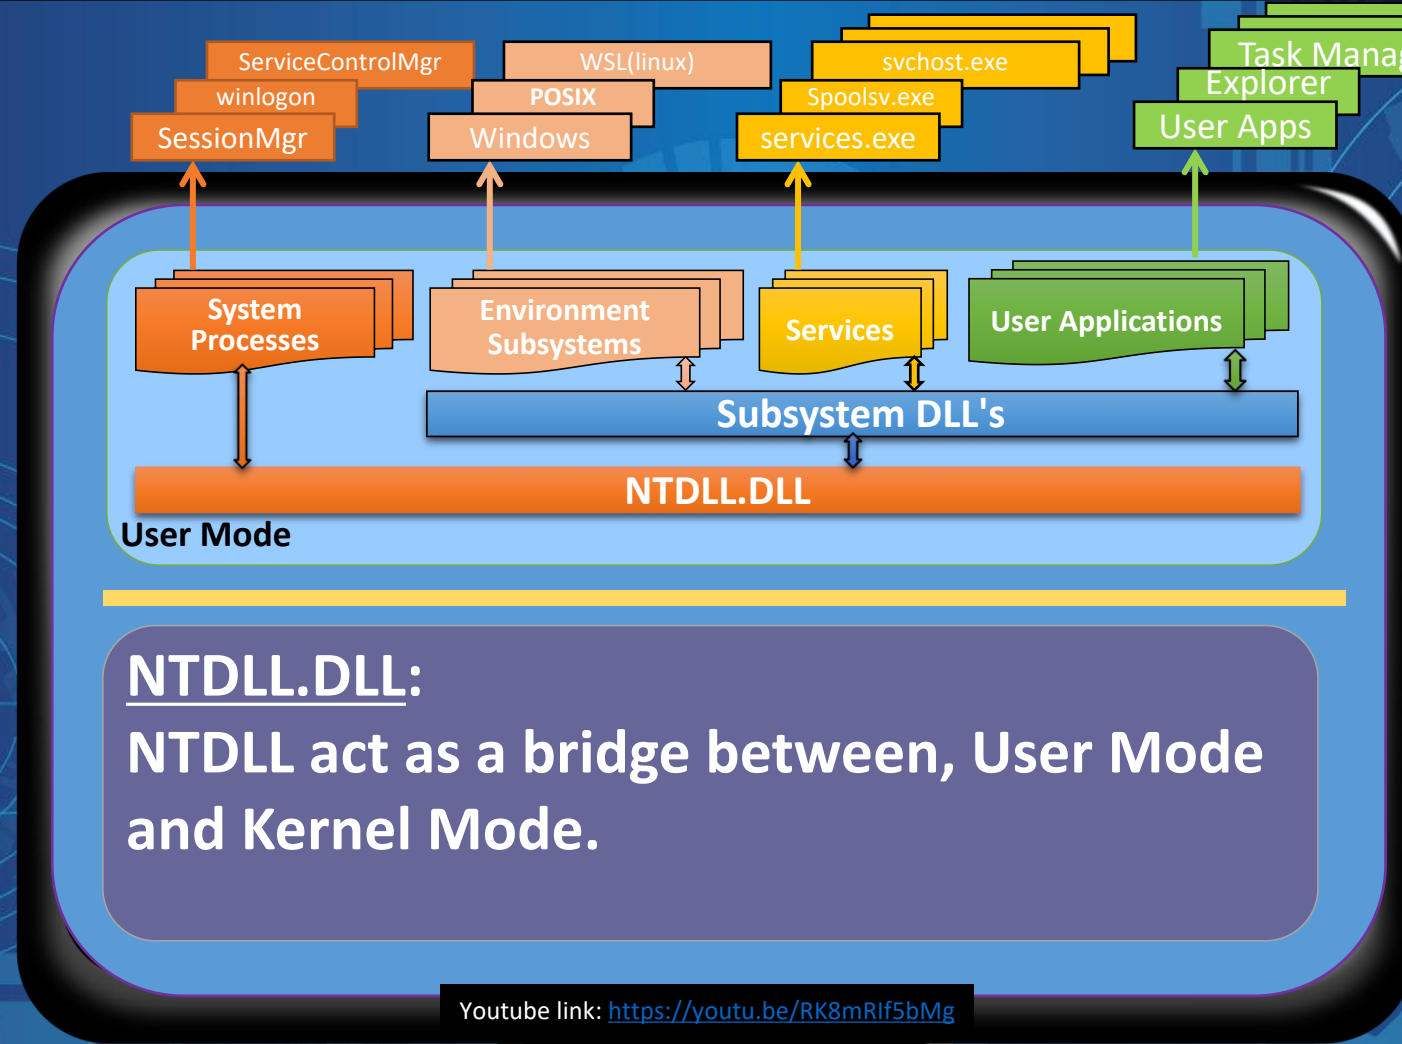 ServiceControlMgr
winlogon
SessionMgr
WSL(linux)
POSIX
Windows
svchost.exe
Spoolsv.exe
services.exe
Task Manag
Explorer
User Apps
System
Processes
Environment
Subsystems
Services
User Applications
Subsystem DLL's
NTDLL.DLL
User Mode
NTDLL.DLL:
NTDLL act as a bridge between, User Mode
and Kernel Mode.
Youtube link: https://youtu.be/RK8mRIf5bMg